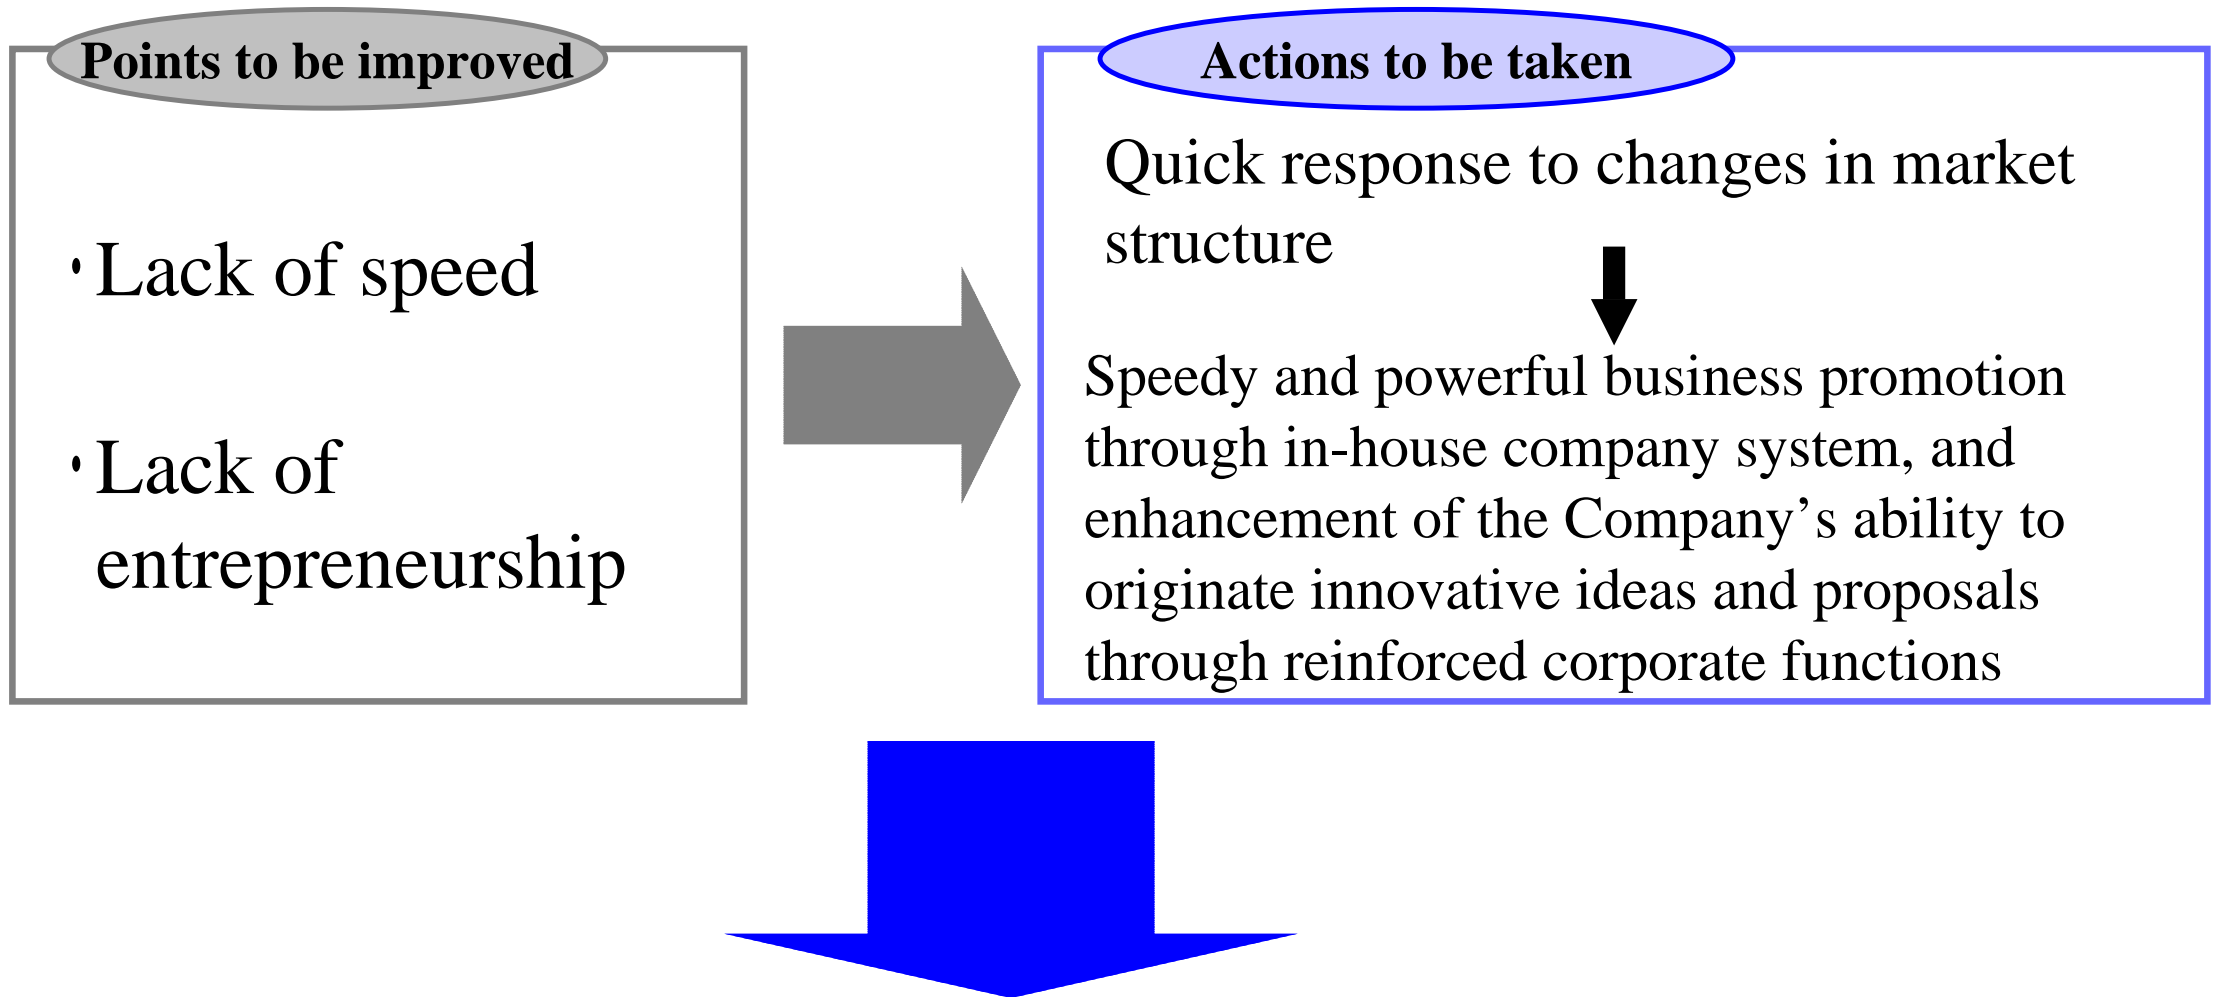 Points to be improved
・Lack of speed
・Lack of
entrepreneurship
Actions to be taken
Quick response to changes in market
structure
Speedy and powerful business promotion
through in-house company system, and
enhancement of the Company’s ability to
originate innovative ideas and proposals
through reinforced corporate functions